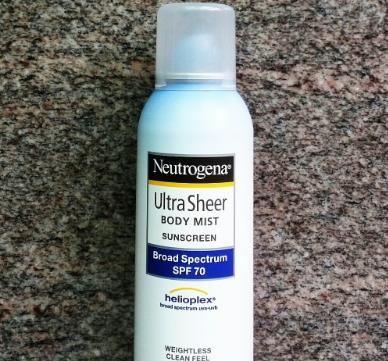 Neutrogena®
Ultra Sheer
BODY MIST
SUNSCREEN
Broad Spectrum
SPF 70
helioplex®
broad spectrum uva·uvb
WEIGHTLESS
CLEAN FEEL